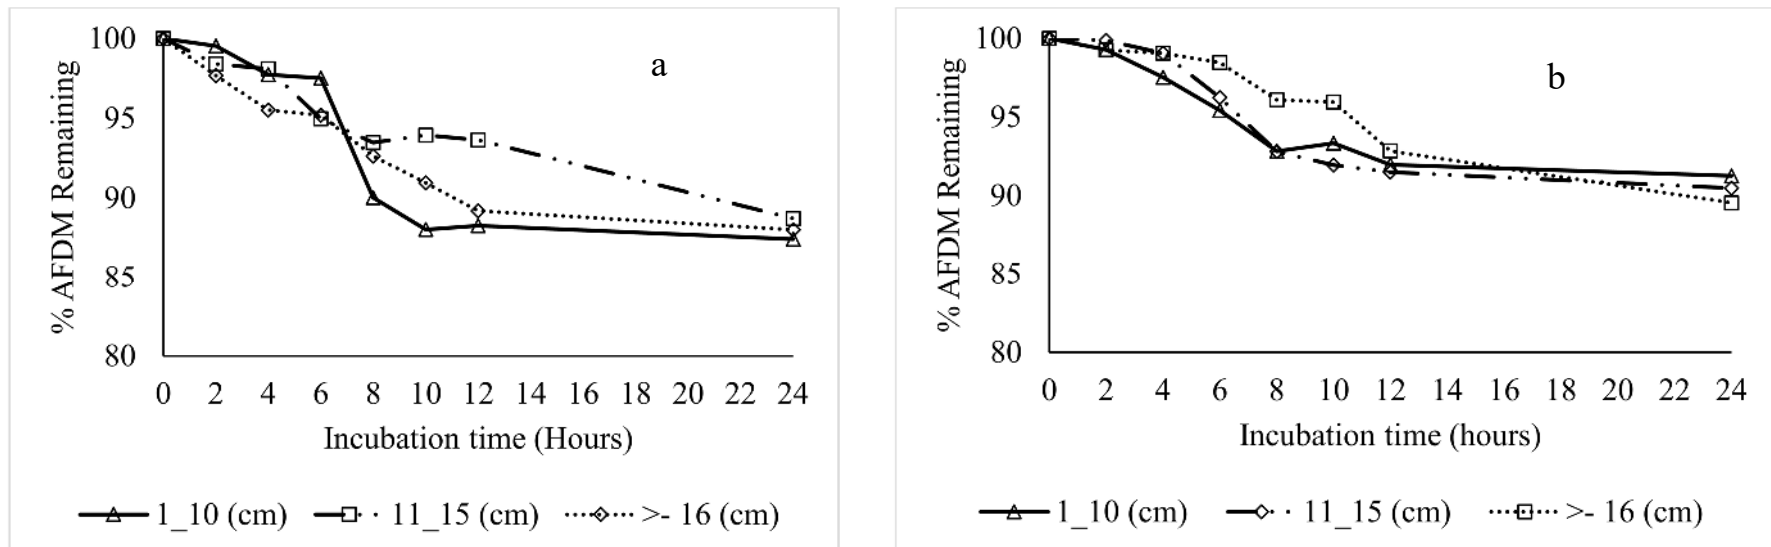 a
% AFDM Remaining
100
95
90
85
80
0 2 4 6 8 10 12 14 16 18 20 22 24
Incubation time (Hours)
1_10 (cm) 11_15 (cm) >- 16 (cm)
b
% AFDM Remaining
100
95
90
85
80
0 2 4 6 8 10 12 14 16 18 20 22 24
Incubation time (hours)
1_10 (cm) 11_15 (cm) >- 16 (cm)